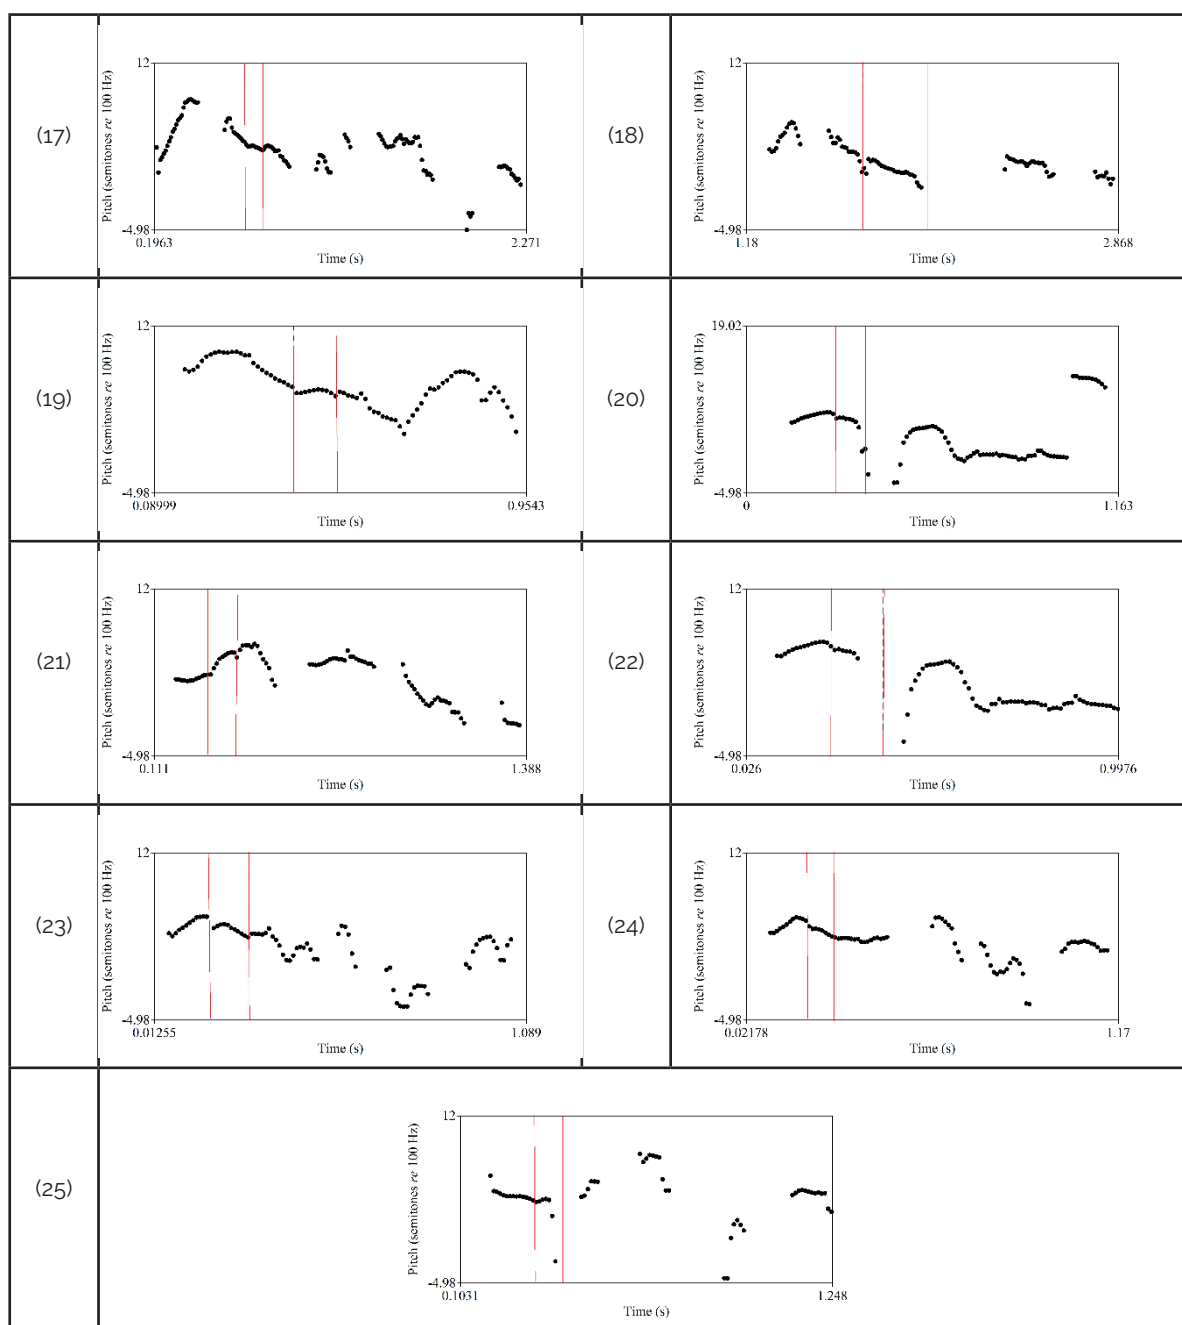 (17)
Pitch (semitones re 100 Hz)
12
-4.98
0.1963
2.271
Time (s)
(18)
Pitch (semitones re 100 Hz)
12
-4.98
1.18
2.868
Time (s)
(19)
Pitch (semitones re 100 Hz)
12
-4.98
0.08999
0.9543
Time (s)
(20)
Pitch (semitones re 100 Hz)
19.02
-4.98
0
1.163
Time (s)
(21)
Pitch (semitones re 100 Hz)
12
-4.98
0.111
1.388
Time (s)
(22)
Pitch (semitones re 100 Hz)
12
-4.98
0.026
0.9976
Time (s)
(23)
Pitch (semitones re 100 Hz)
12
-4.98
0.01255
1.089
Time (s)
(24)
Pitch (semitones re 100 Hz)
12
-4.98
0.02178
1.17
Time (s)
(25)
Pitch (semitones re 100 Hz)
12
-4.98
0.1031
1.248
Time (s)